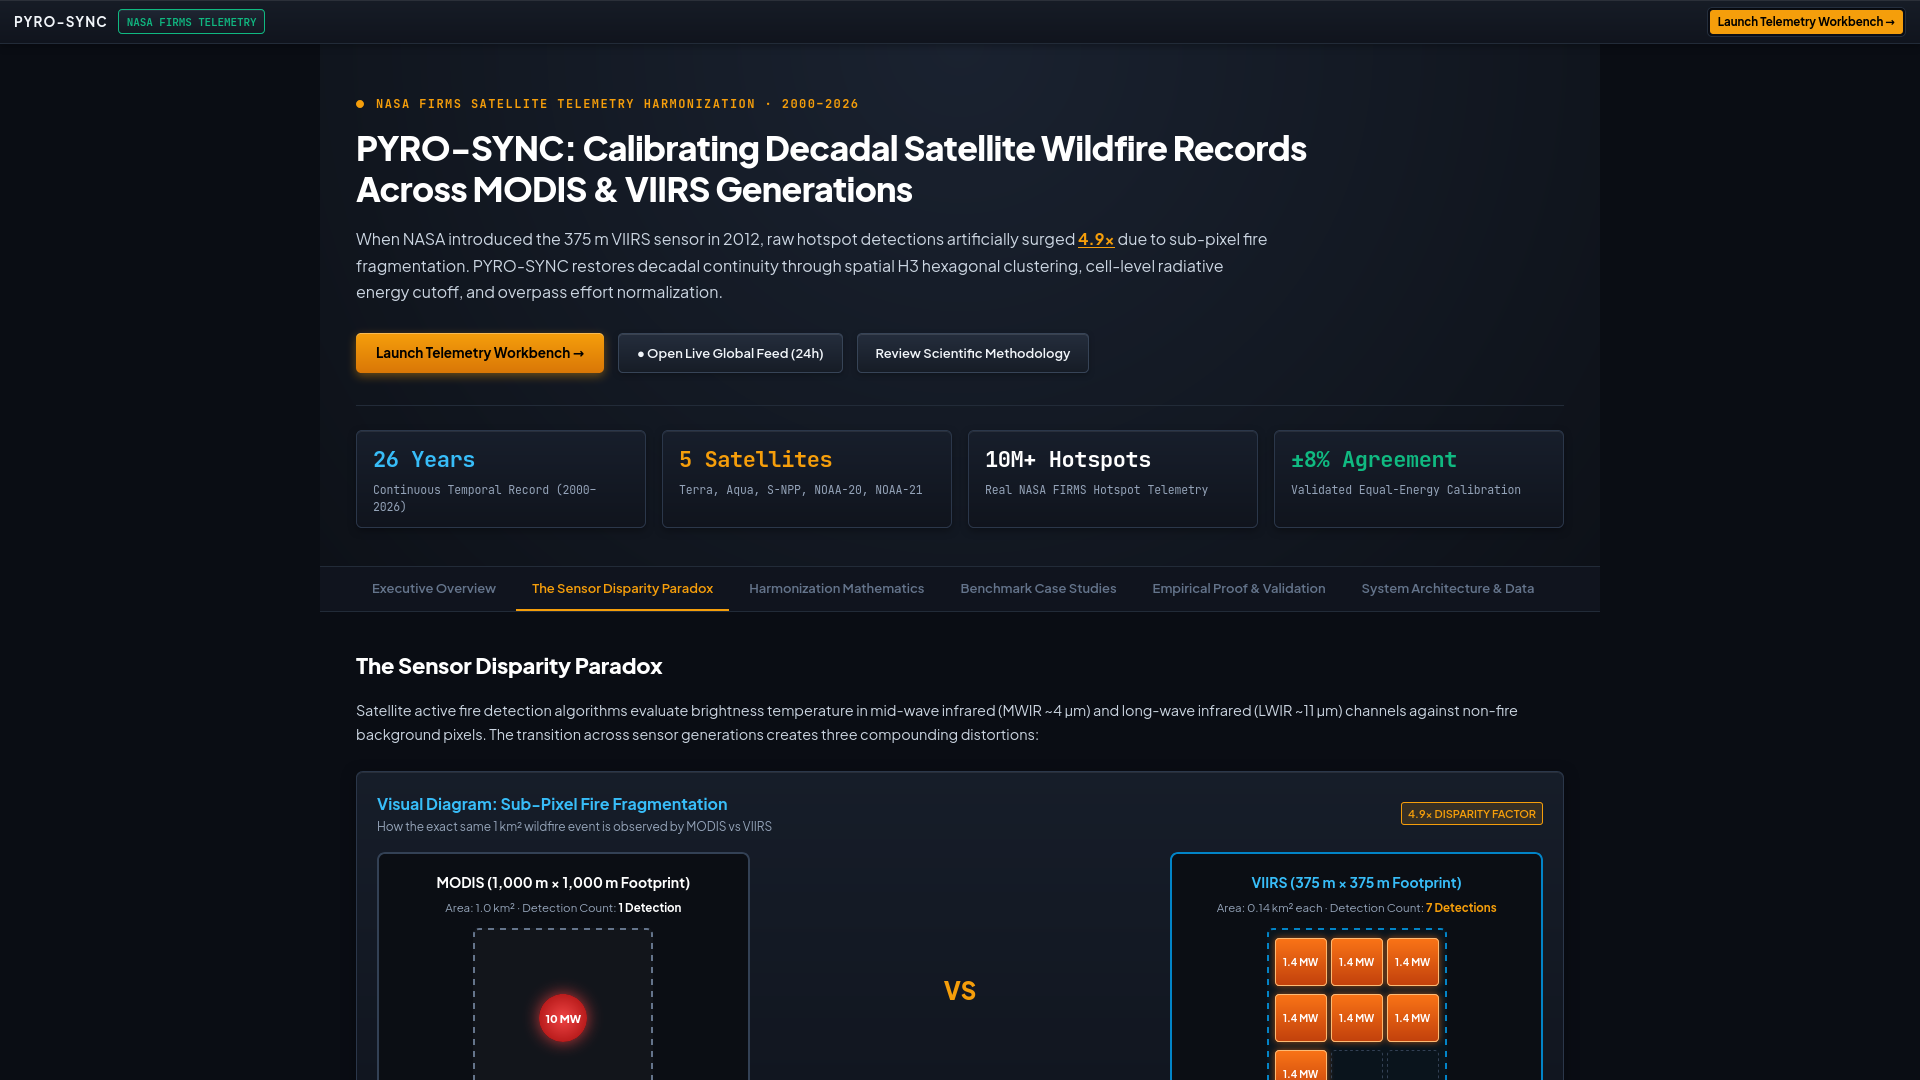 PYRO-SYNC
NASA FIRMS TELEMETRY
Launch Telemetry Workbench →
NASA FIRMS SATELLITE TELEMETRY HARMONIZATION · 2000–2026
PYRO-SYNC: Calibrating Decadal Satellite Wildfire Records
Across MODIS & VIIRS Generations
When NASA introduced the 375 m VIIRS sensor in 2012, raw hotspot detections artificially surged 4.9× due to sub-pixel fire
fragmentation. PYRO-SYNC restores decadal continuity through spatial H3 hexagonal clustering, cell-level radiative
energy cutoff, and overpass effort normalization.
Launch Telemetry Workbench →
● Open Live Global Feed (24h)
Review Scientific Methodology
26 Years
Continuous Temporal Record (2000–
2026)
5 Satellites
Terra, Aqua, S-NPP, NOAA-20, NOAA-21
10M+ Hotspots
Real NASA FIRMS Hotspot Telemetry
±8% Agreement
Validated Equal-Energy Calibration
Executive Overview
The Sensor Disparity Paradox
Harmonization Mathematics
Benchmark Case Studies
Empirical Proof & Validation
System Architecture & Data
The Sensor Disparity Paradox
Satellite active fire detection algorithms evaluate brightness temperature in mid-wave infrared (MWIR ~4 µm) and long-wave infrared (LWIR ~11 µm) channels against non-fire
background pixels. The transition across sensor generations creates three compounding distortions:
Visual Diagram: Sub-Pixel Fire Fragmentation
How the exact same 1 km² wildfire event is observed by MODIS vs VIIRS
4.9× DISPARITY FACTOR
MODIS (1,000 m × 1,000 m Footprint)
Area: 1.0 km² · Detection Count: 1 Detection
10 MW
VS
VIIRS (375 m × 375 m Footprint)
Area: 0.14 km² each · Detection Count: 7 Detections
1.4 MW
1.4 MW
1.4 MW
1.4 MW
1.4 MW
1.4 MW
1.4 MW